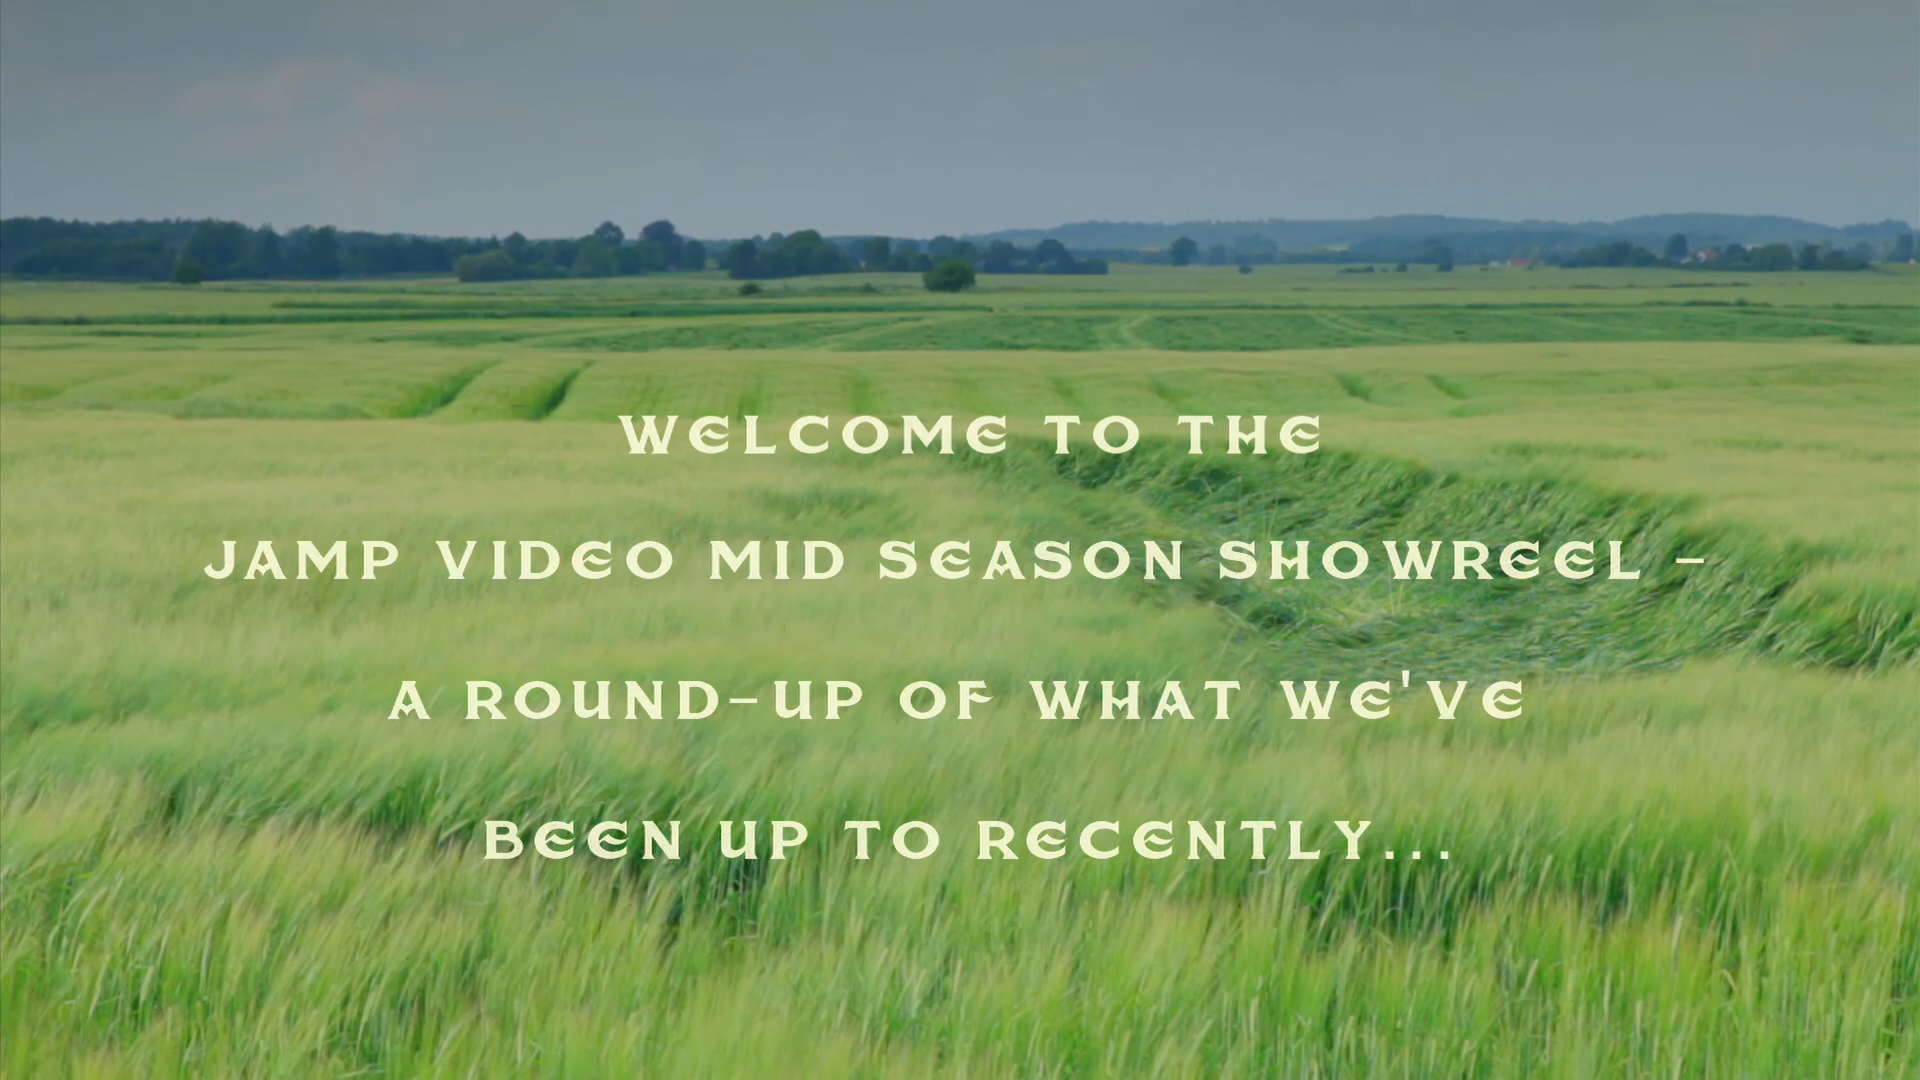 WELCOME TO THE
JAMP VIDEO MID SEASON SHOWREEL -
A ROUND-UP OF WHAT WE'VE
BEEN UP TO RECENTLY...